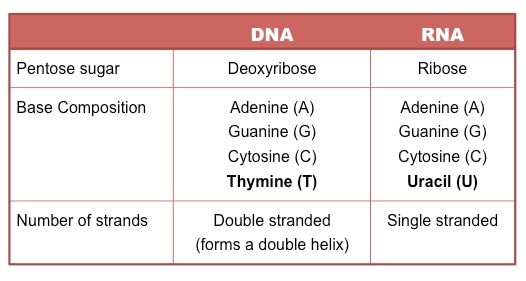 DNA RNA
Pentose sugar Deoxyribose Ribose
Base Composition Adenine (A) Adenine (A)
Guanine (G) Guanine (G)
Cytosine (C) Cytosine (C)
Thymine (T) Uracil (U)
Number of strands Double stranded Single stranded
(forms a double helix)